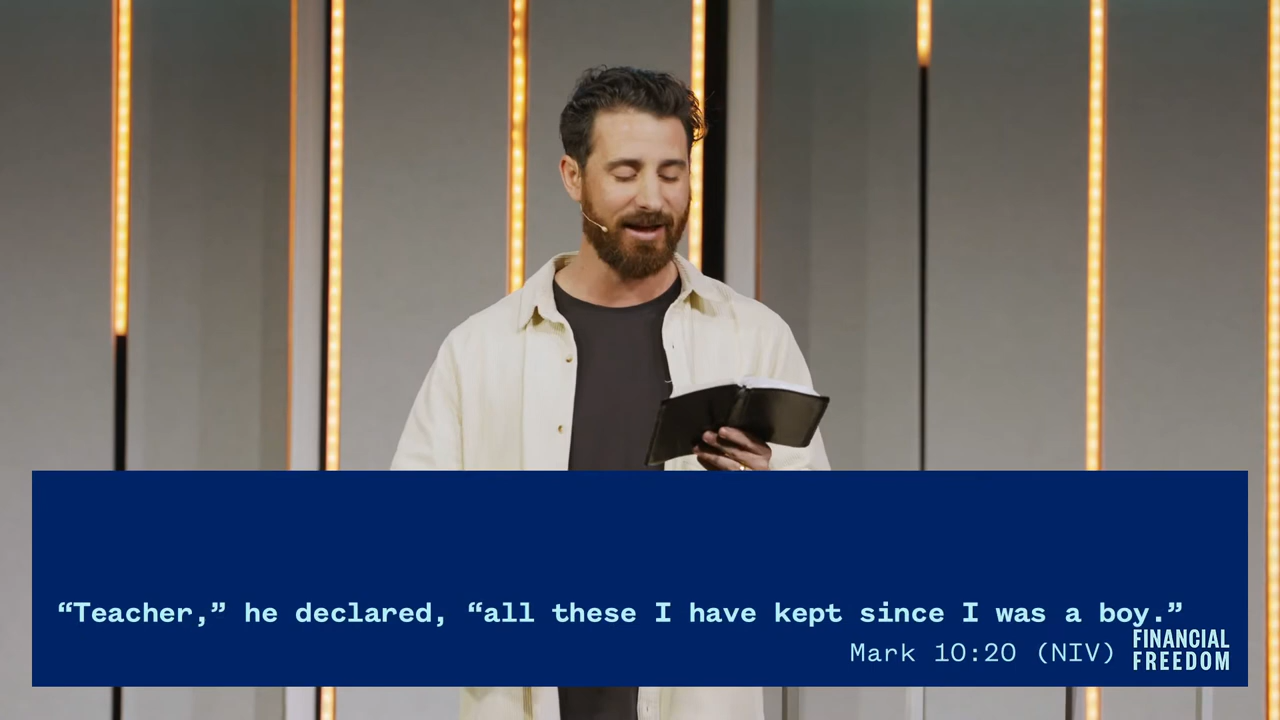 “Teacher,” he declared, “all these I have kept since I was a boy.”
Mark 10:20 (NIV)
FINANCIAL
FREEDOM